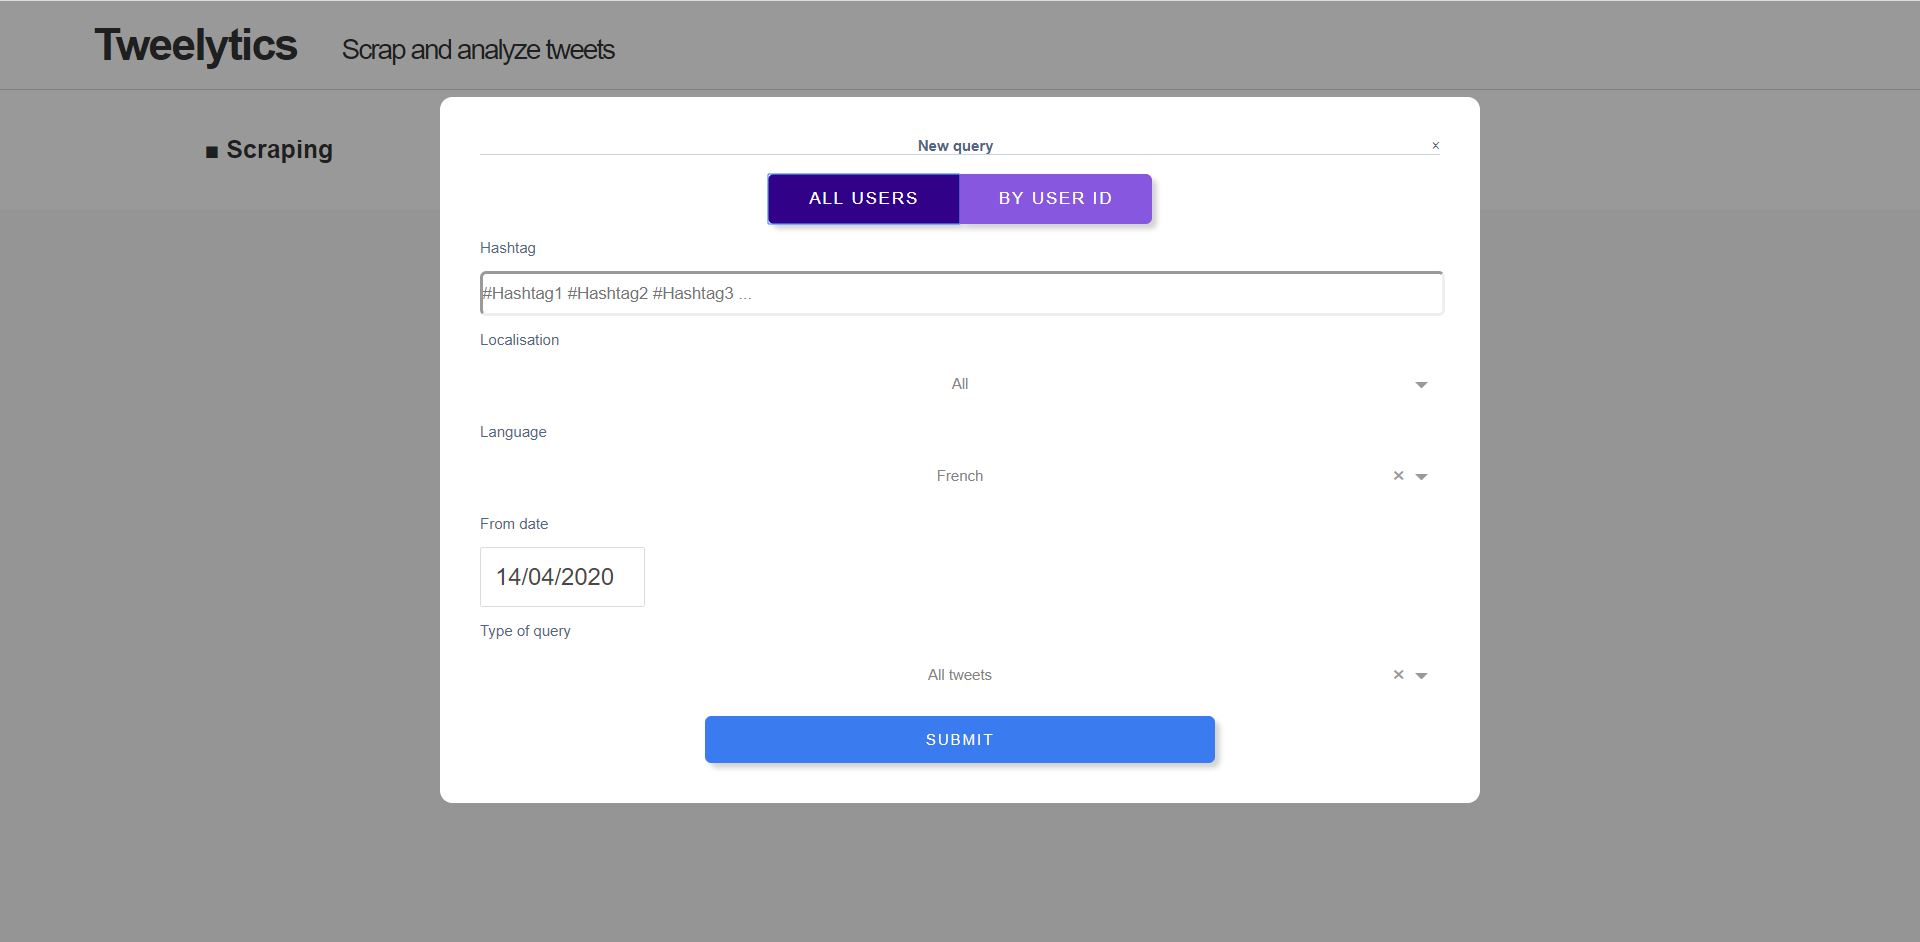 Tweelytics Scrap and analyze tweets
■ Scraping
New query ×
ALL USERS BY USER ID
Hashtag
#Hashtag1 #Hashtag2 #Hashtag3 ...
Localisation
All
Language
French ×
From date
14/04/2020
Type of query
All tweets ×
SUBMIT